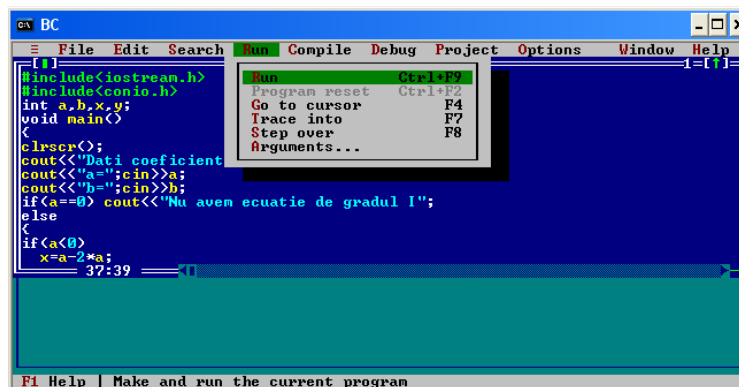 BC
≡ File Edit Search Run Compile Debug Project Options Window Help
1=[↑]
#include<iostream.h>
#include<conio.h>
int a,b,x,y;
void main()
{
clrscr();
cout<<"Dati coeficient
cout<<"a=";cin>>a;
cout<<"b=";cin>>b;
if(a==0) cout<<"Nu avem ecuatie de gradul I";
else
{
if(a<0)
x=a-2*a;
37:39
Run Ctrl+F9
Program reset Ctrl+F2
Go to cursor F4
Trace into F7
Step over F8
Arguments...
F1 Help | Make and run the current program